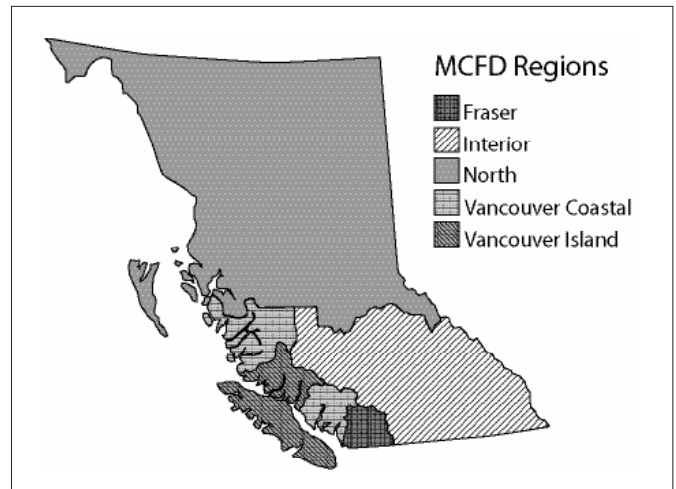 MCFD Regions
Fraser
Interior
North
Vancouver Coastal
Vancouver Island